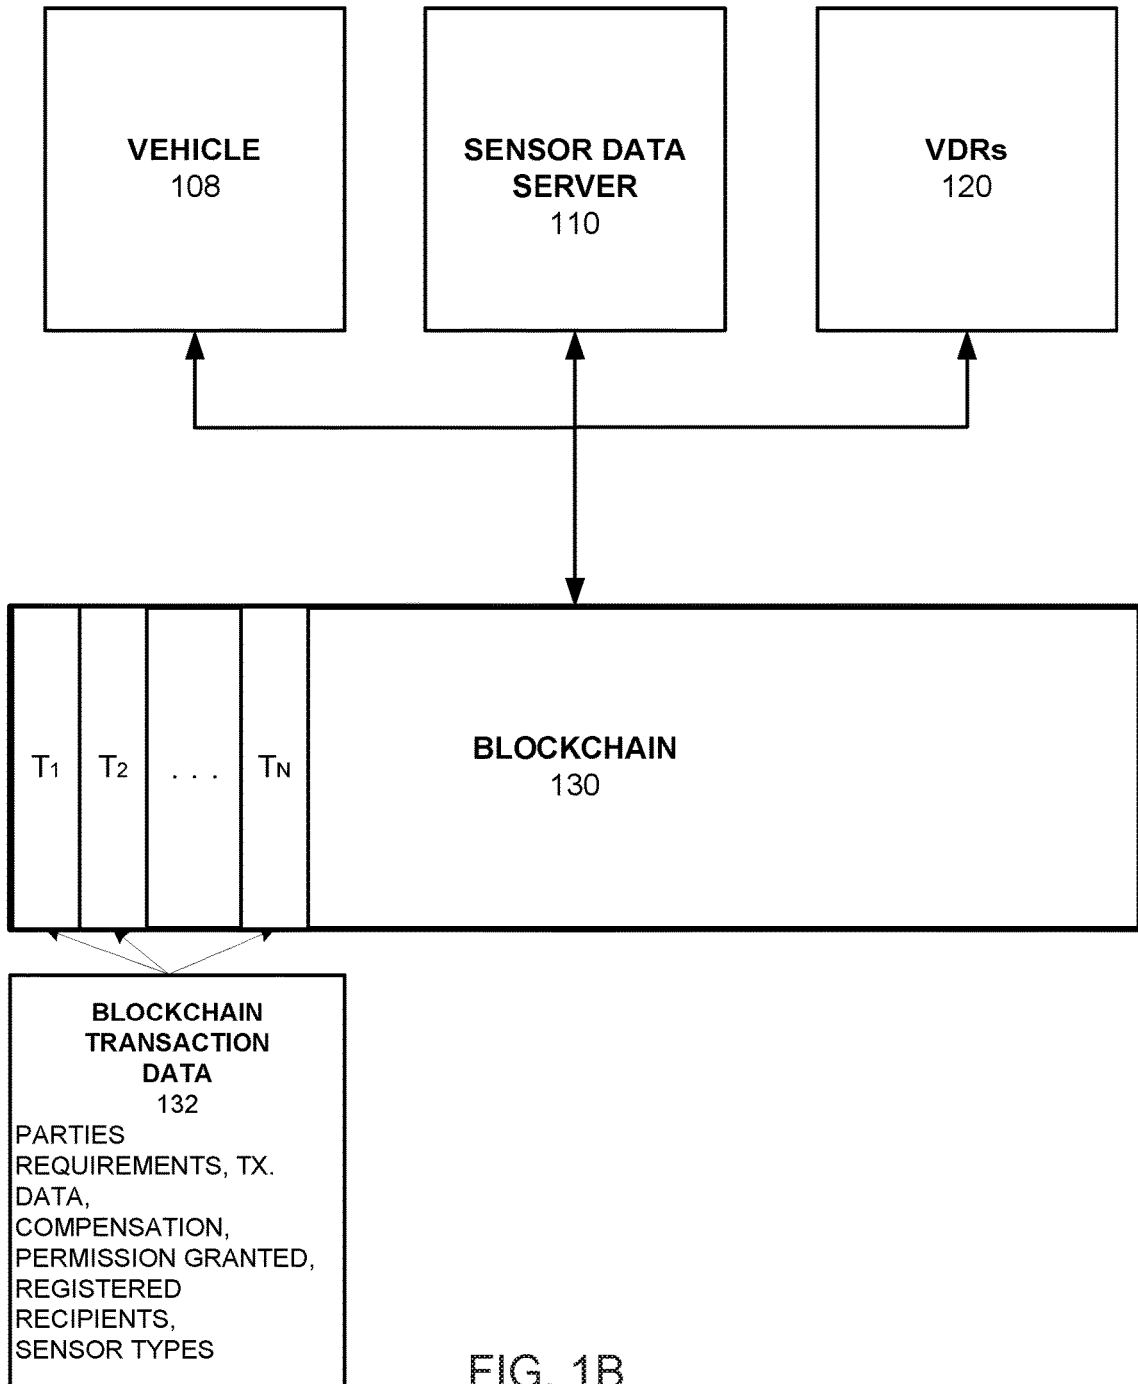 VEHICLE
108
SENSOR DATA
SERVER
110
VDRs
120
T1 T2 . . . TN
BLOCKCHAIN
130
BLOCKCHAIN
TRANSACTION
DATA
132
PARTIES
REQUIREMENTS, TX.
DATA,
COMPENSATION,
PERMISSION GRANTED,
REGISTERED
RECIPIENTS,
SENSOR TYPES
FIG. 1B